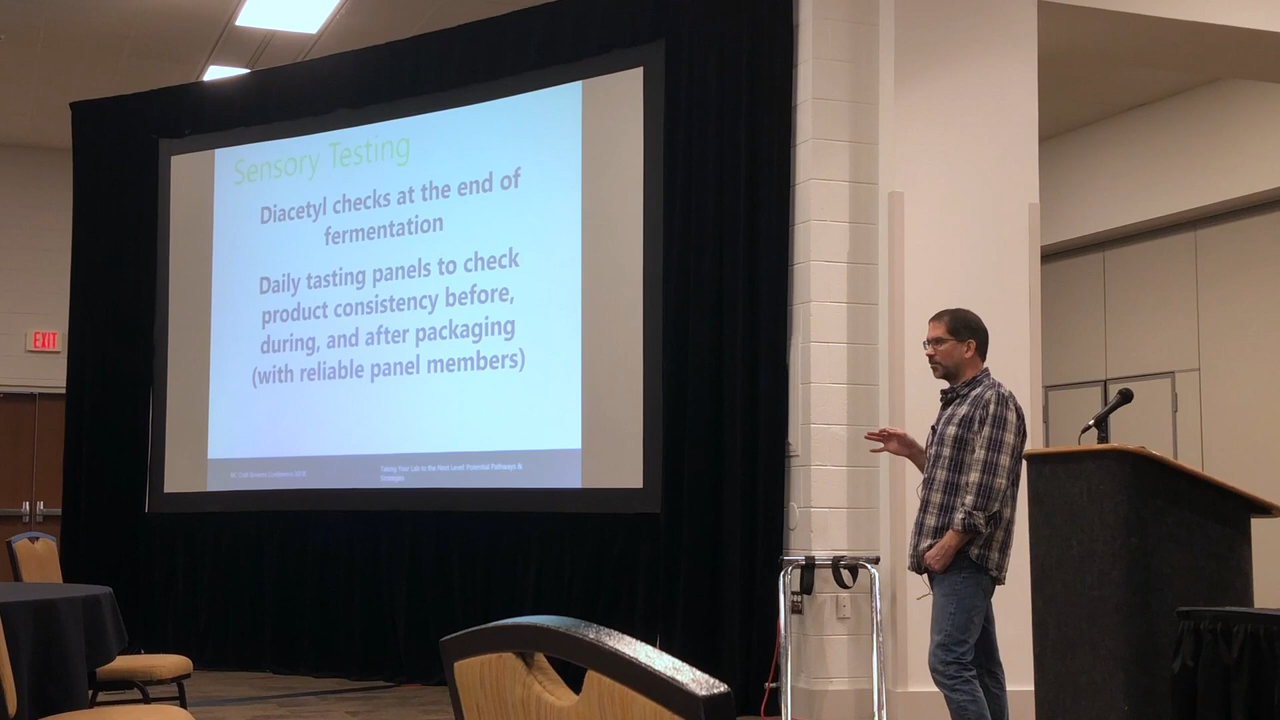 Sensory Testing
Diacetyl checks at the end of
fermentation
Daily tasting panels to check
product consistency before,
during, and after packaging
(with reliable panel members)
Taking Your Lab to the Next Level: Potential Pathways &
Strategies
EXIT